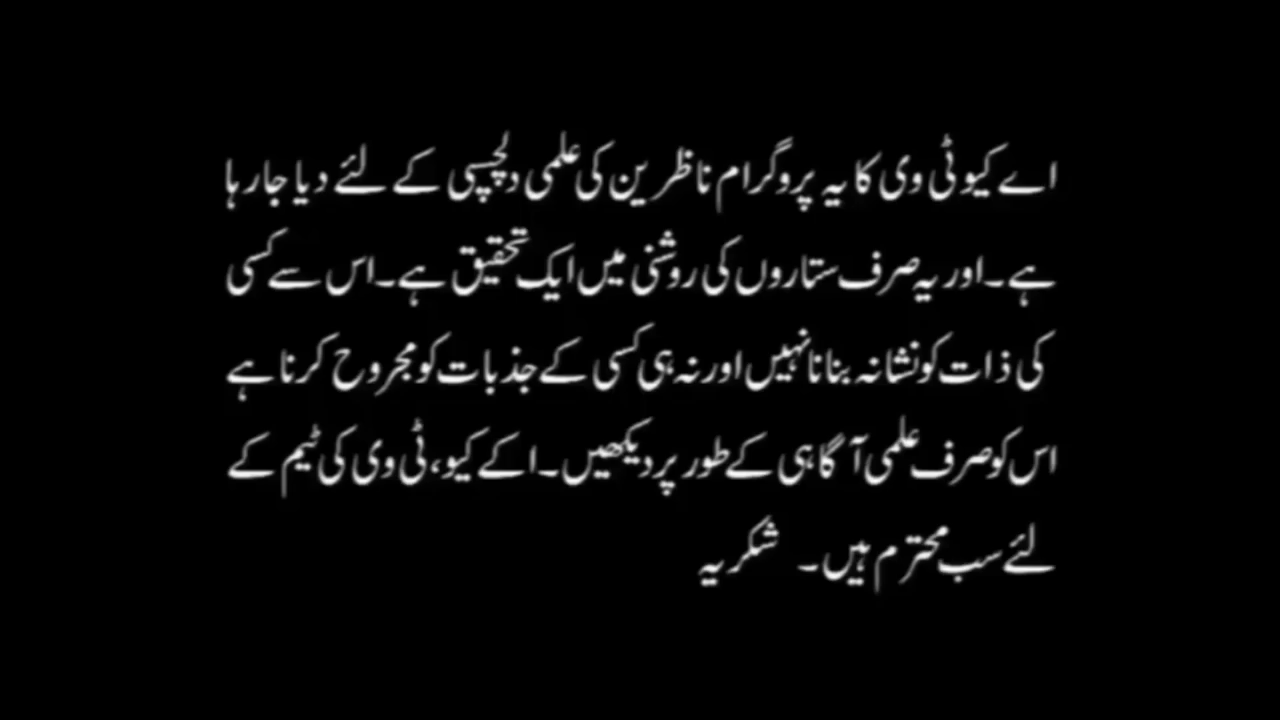 اے کیو ٹی وی کا یہ پروگرام ناظرین کی علمی دلچسپی کے لئے دیا جارہا
ہے۔اور یہ صرف ستاروں کی روشنی میں ایک تحقیق ہے۔اس سے کسی
کی ذات کو نشانہ بنانا نہیں اور نہ ہی کسی کے جذبات کو مجروح کرنا ہے
اس کو صرف علمی آگاہی کے طور پر دیکھیں۔اکے کیو،ٹی وی کی ٹیم کے
لئے سب محترم ہیں۔ شکریہ